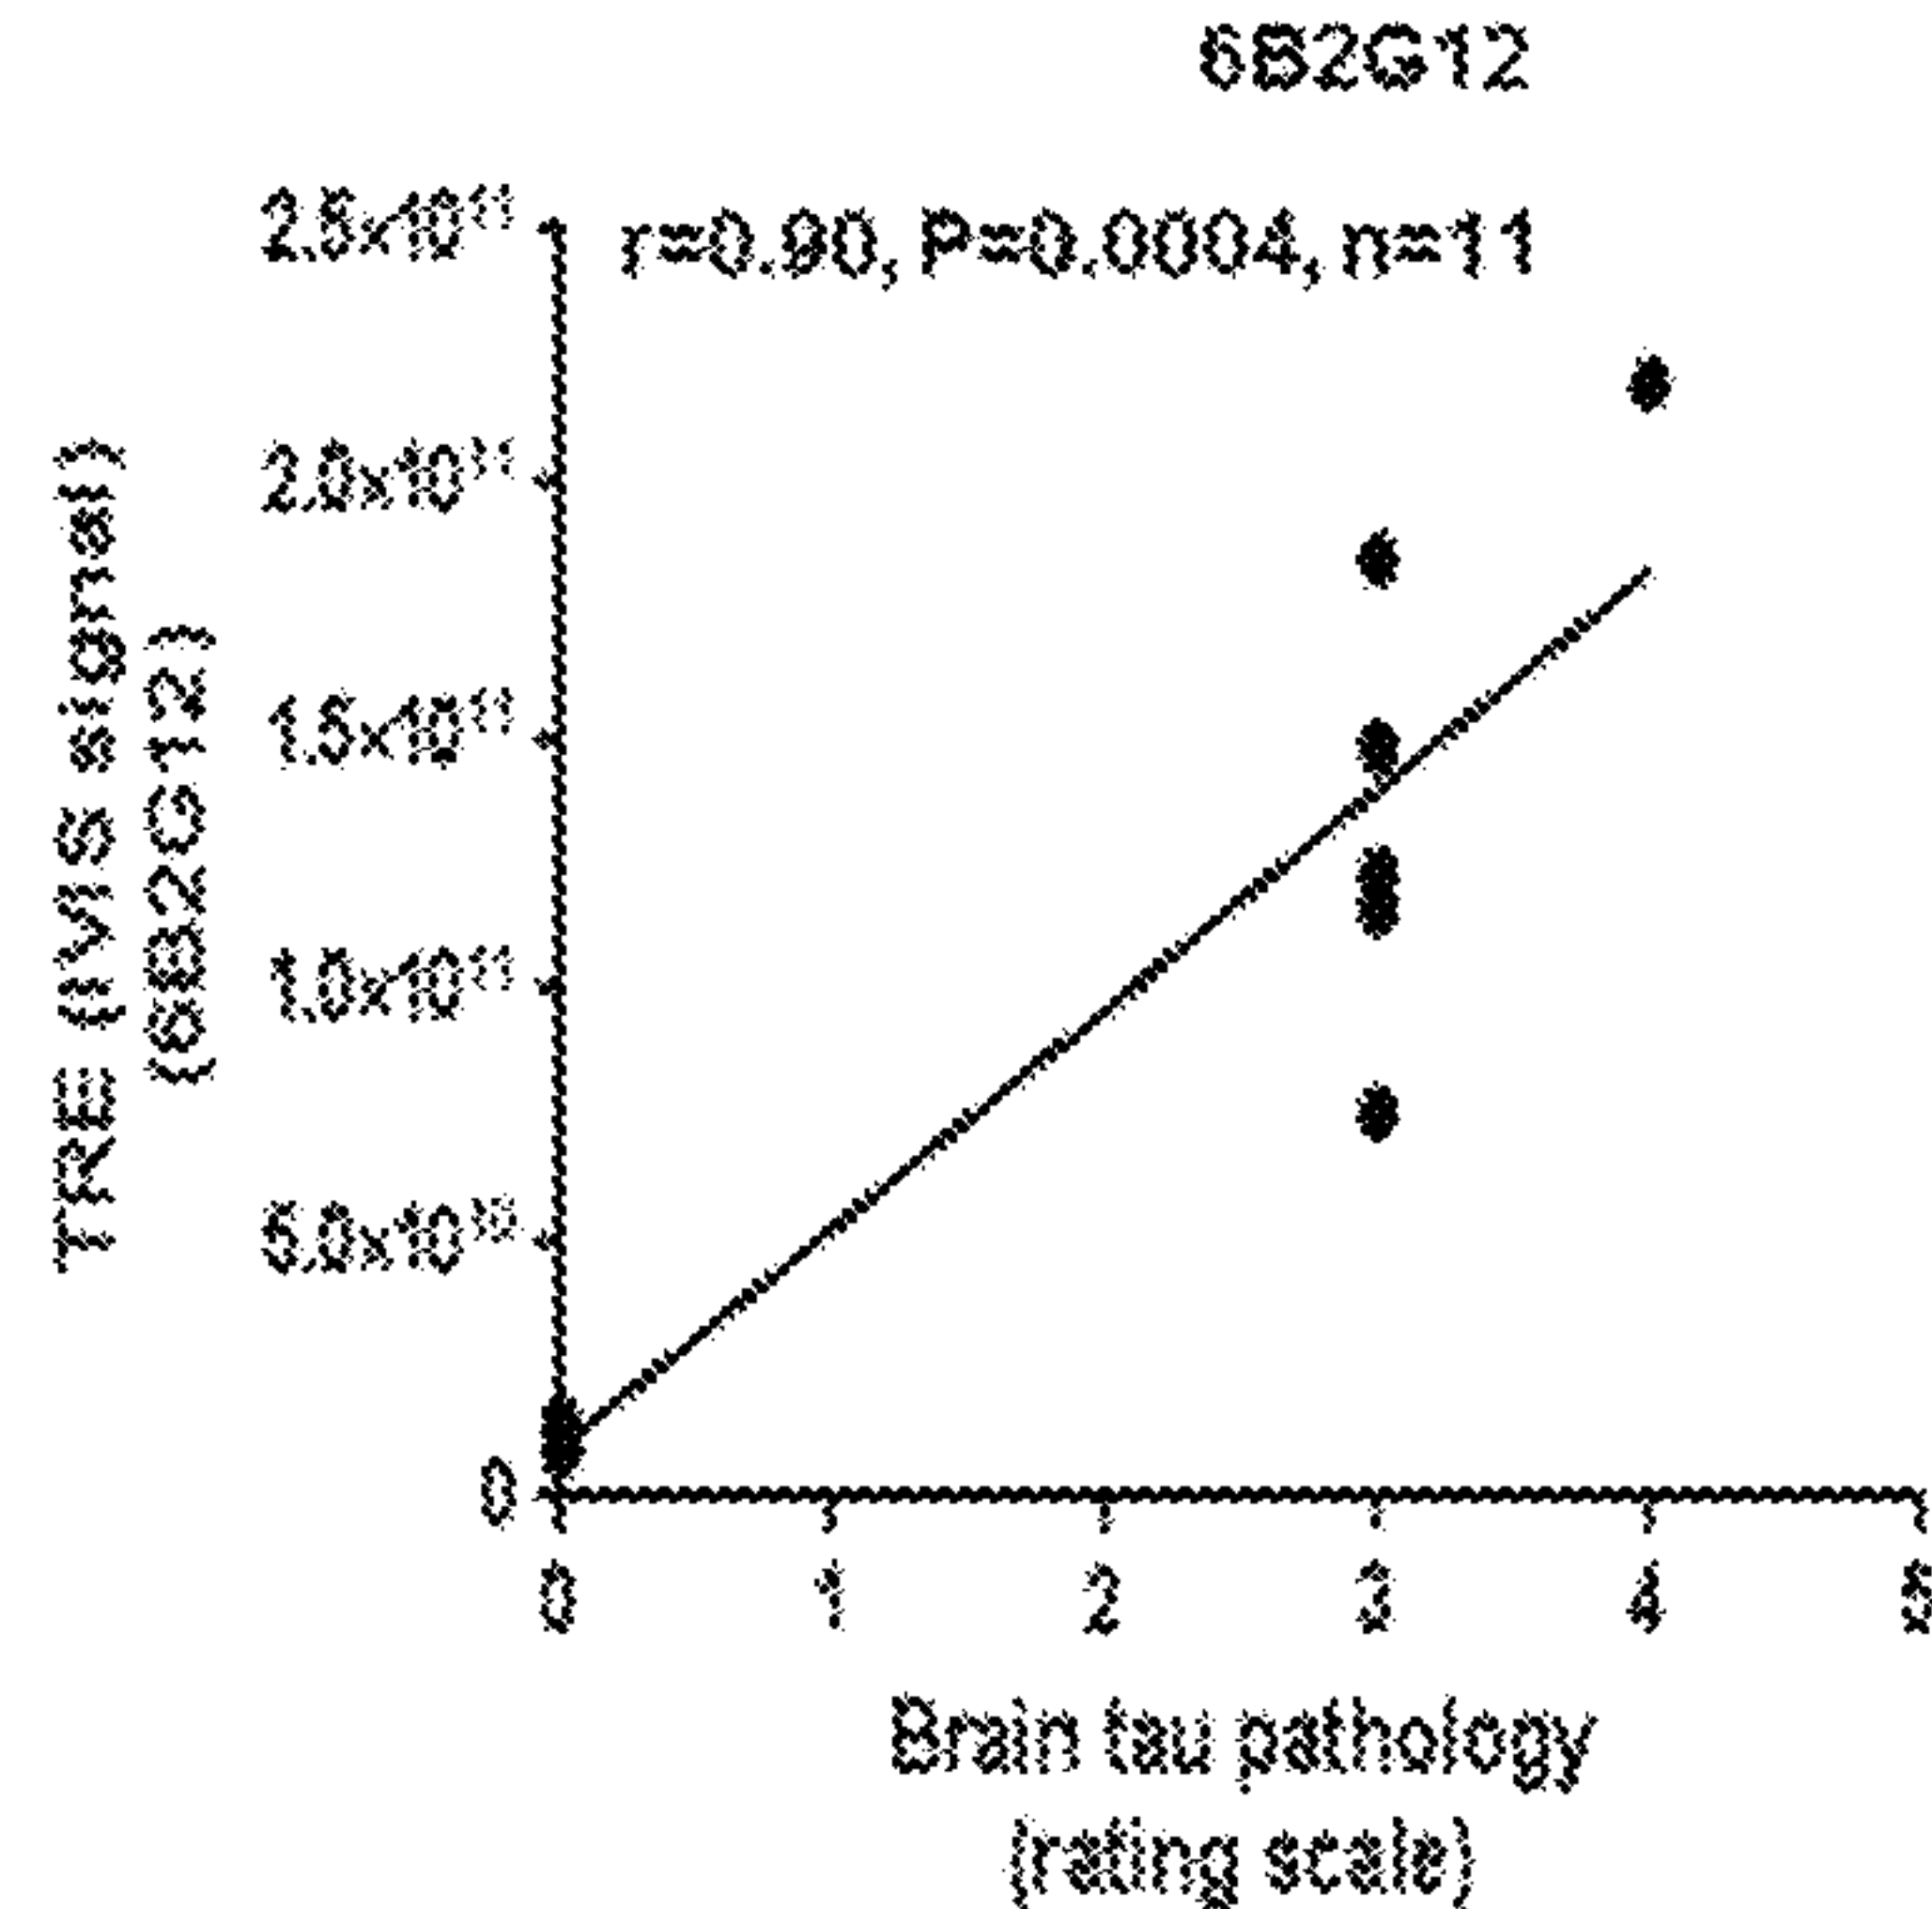 6B2G12
r=0.90, P=0.0004, n=11
TRE (IVIS signal)
(6B2G12)
2.5x10¹¹
2.0x10¹¹
1.5x10¹¹
1.0x10¹¹
5.0x10¹⁰
0
0 1 2 3 4 5
Brain tau pathology
(rating scale)